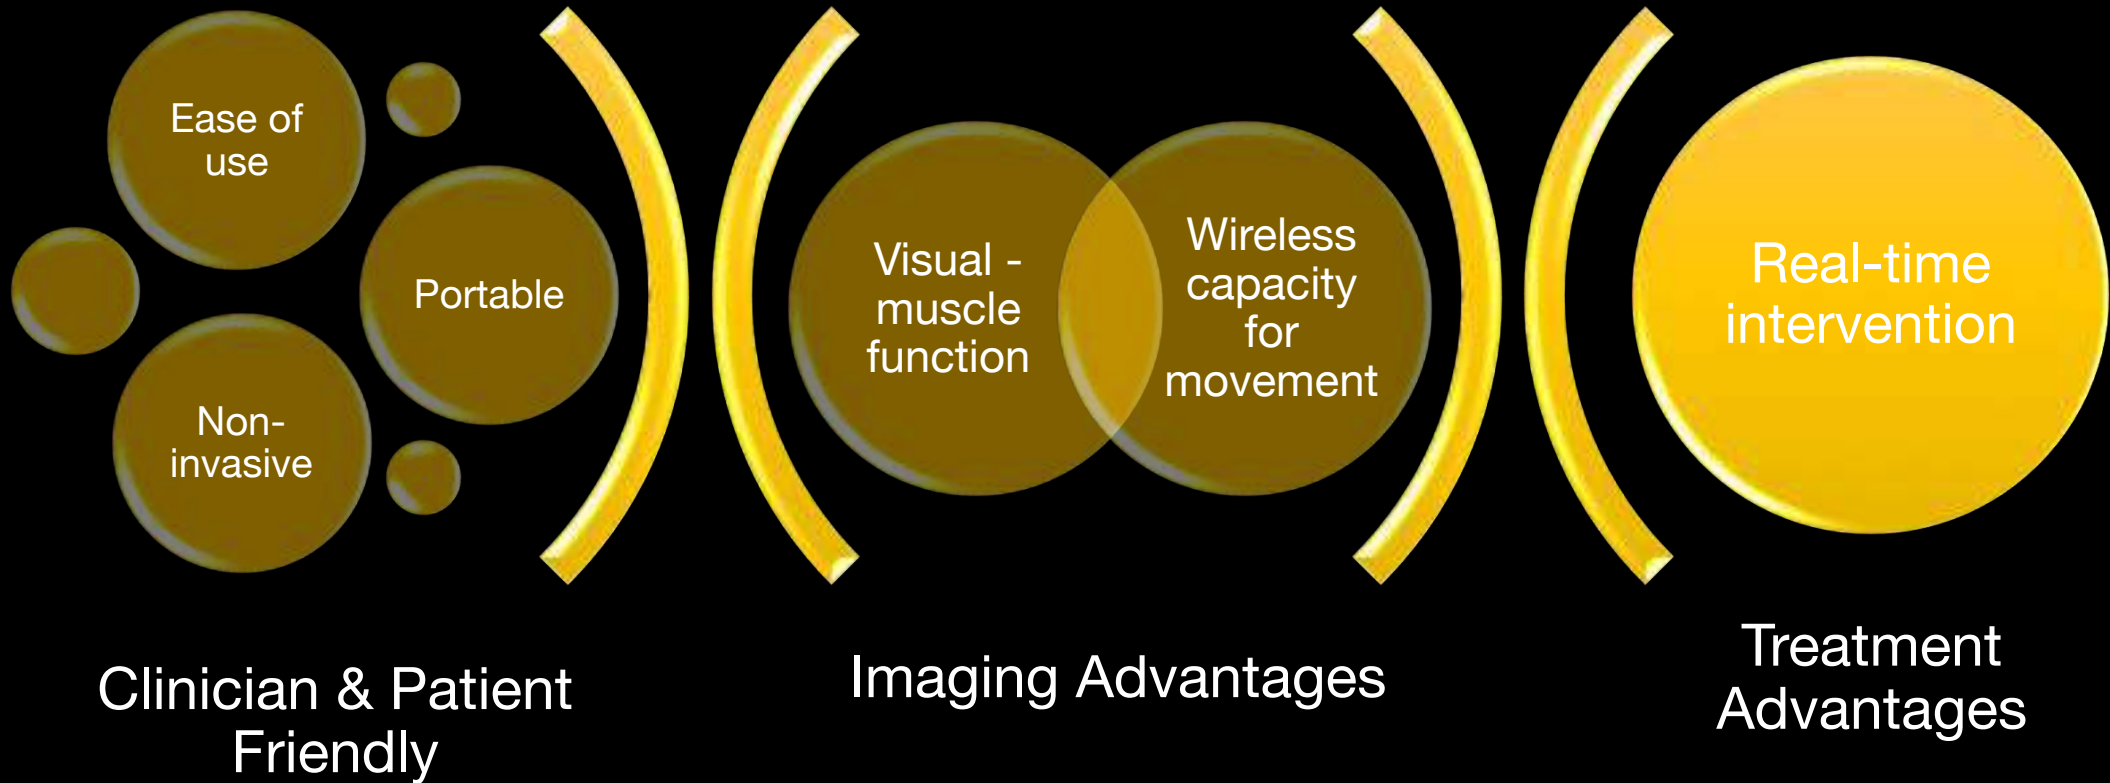 Ease of
use
Portable
Non-
invasive
Clinician & Patient
Friendly
Visual -
muscle
function
Wireless
capacity
for
movement
Imaging Advantages
Real-time
intervention
Treatment
Advantages